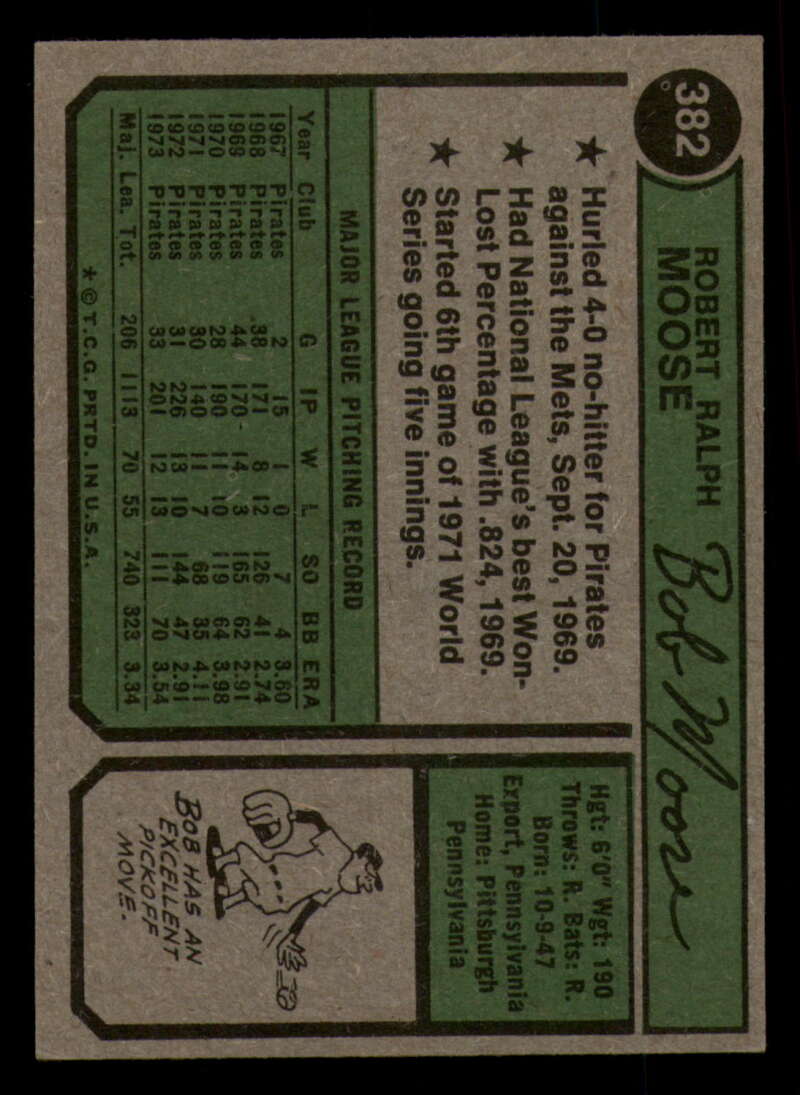 382
ROBERT RALPH
MOOSE
Bob Moose
★ Hurled 4-0 no-hitter for Pirates
against the Mets, Sept. 20, 1969.
★ Had National League's best Won-
Lost Percentage with .824, 1969.
★ Started 6th game of 1971 World
Series going five innings.
MAJOR LEAGUE PITCHING RECORD
Year Club G IP W L SO BB ERA
1967 Pirates 2 15 1 0 7 4 3.60
1968 Pirates 38 171 8 12 126 41 2.74
1969 Pirates 44 170 14 3 165 62 2.91
1970 Pirates 28 190 11 10 119 64 3.98
1971 Pirates 30 140 11 7 68 35 4.11
1972 Pirates 31 226 13 10 144 47 2.91
1973 Pirates 33 201 12 13 111 70 3.54
Maj. Lea. Tot. 206 1113 70 55 740 323 3.34
* © T.C.G. PRTD. IN U.S.A.
Hgt: 6'0" Wgt: 190
Throws: R. Bats: R.
Born: 10-9-47
Export, Pennsylvania
Home: Pittsburgh
Pennsylvania
BOB HAS AN
EXCELLENT
PICKOFF
MOVE.